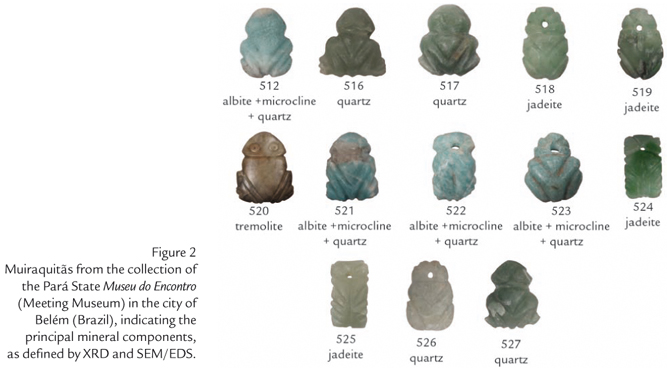 512
albite +microcline
+ quartz
516
quartz
517
quartz
518
jadeite
519
jadeite
520
tremolite
521
albite +microcline
+ quartz
522
albite +microcline
+ quartz
523
albite +microcline
+ quartz
524
jadeite
525
jadeite
526
quartz
527
quartz
Figure 2
Muiraquitãs from the collection of
the Pará State Museu do Encontro
(Meeting Museum) in the city of
Belém (Brazil), indicating the
principal mineral components,
as defined by XRD and SEM/EDS.